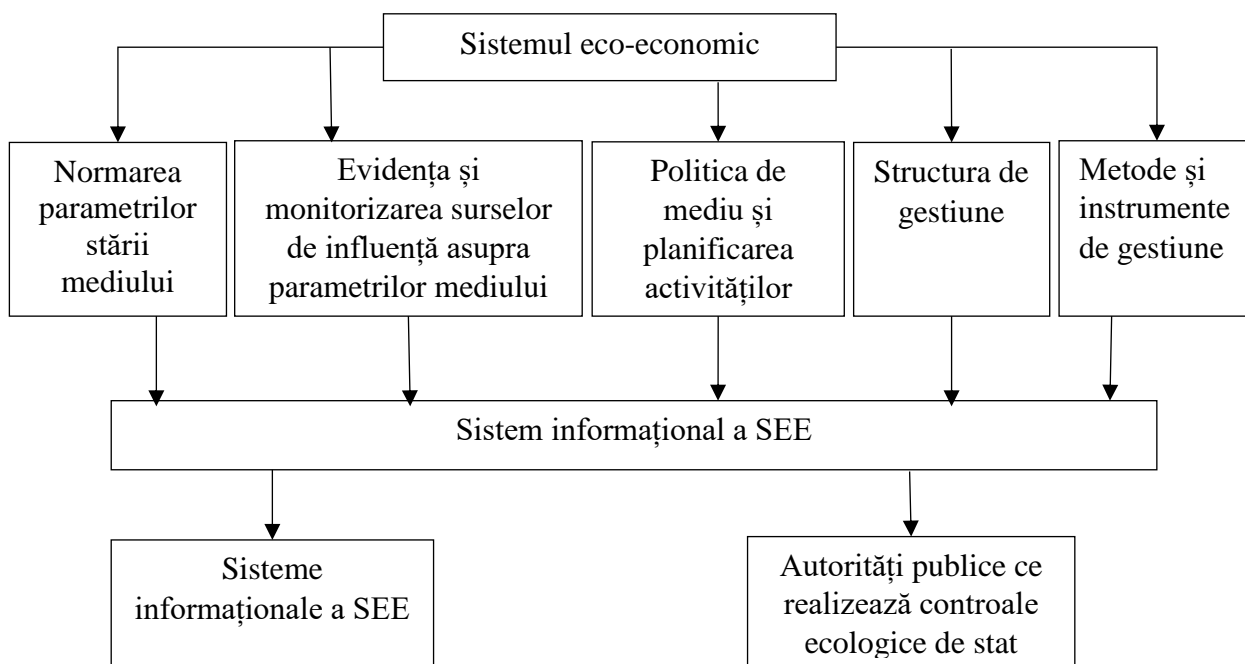 Sistemul eco-economic
Normarea
parametrilor
stării
mediului
Evidența și
monitorizarea surselor
de influență asupra
parametrilor mediului
Politica de
mediu și
planificarea
activităților
Structura de
gestiune
Metode și
instrumente
de gestiune
Sistem informațional a SEE
Sisteme
informaționale a SEE
Autorități publice ce
realizează controale
ecologice de stat